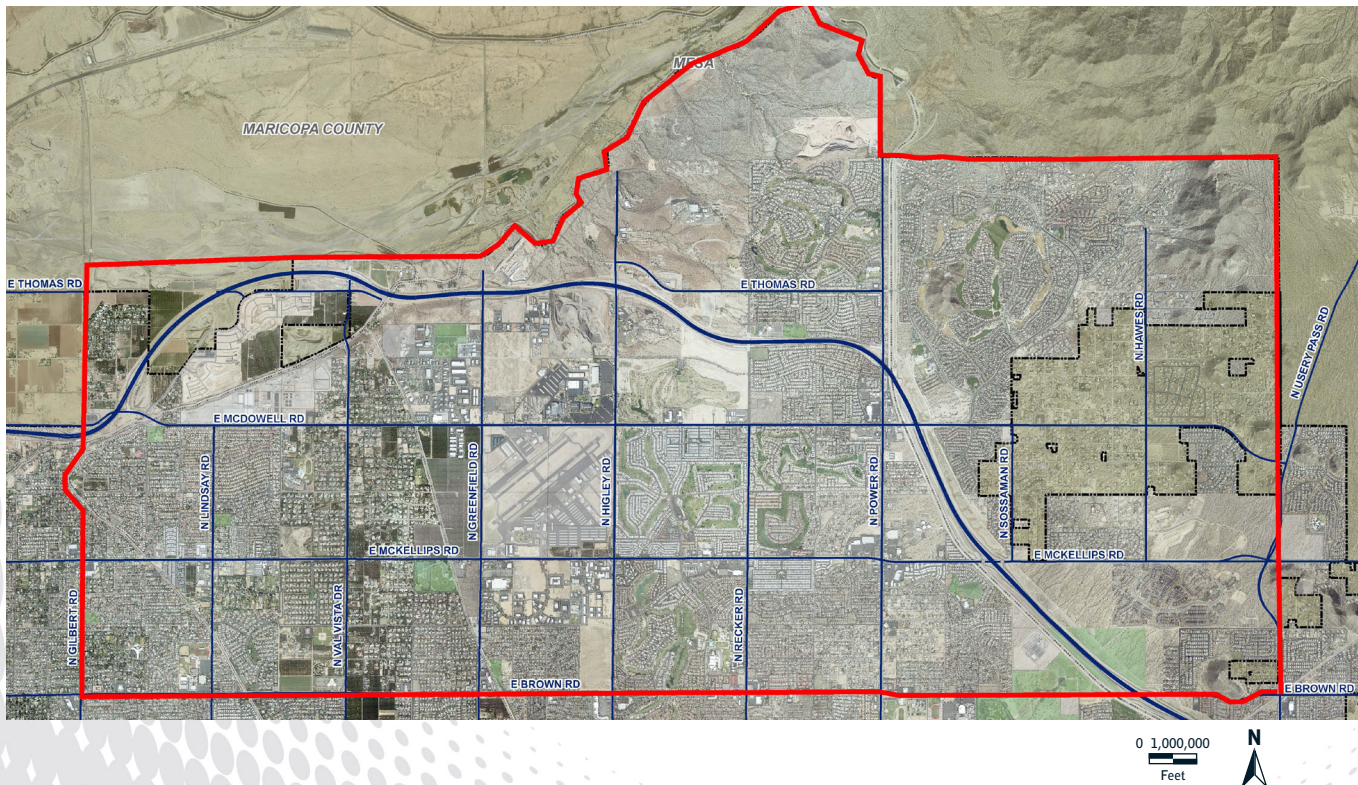 MESA
MARICOPA COUNTY
E THOMAS RD
E THOMAS RD
N HAWES RD
N USERY PASS RD
E MCDOWELL RD
N LINDSAY RD
N GREENFIELD RD
N HIGLEY RD
N POWER RD
N SOSSAMAN RD
E MCKELLIPS RD
E MCKELLIPS RD
N GILBERT RD
N VAL VISTA DR
N RECKER RD
E BROWN RD
E BROWN RD
0 1,000,000
Feet
N